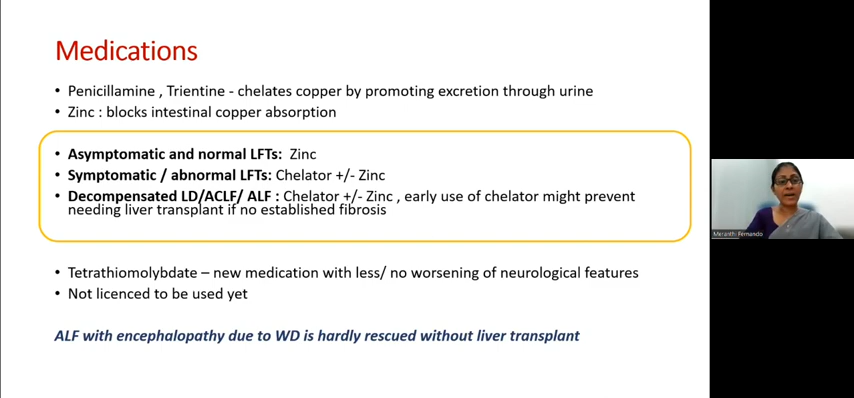 Medications
• Penicillamine , Trientine - chelates copper by promoting excretion through urine
• Zinc : blocks intestinal copper absorption
• Asymptomatic and normal LFTs: Zinc
• Symptomatic / abnormal LFTs: Chelator +/- Zinc
• Decompensated LD/ACLF/ ALF : Chelator +/- Zinc , early use of chelator might prevent
needing liver transplant if no established fibrosis
• Tetrathiomolybdate – new medication with less/ no worsening of neurological features
• Not licenced to be used yet
ALF with encephalopathy due to WD is hardly rescued without liver transplant
Meranthi Fernando